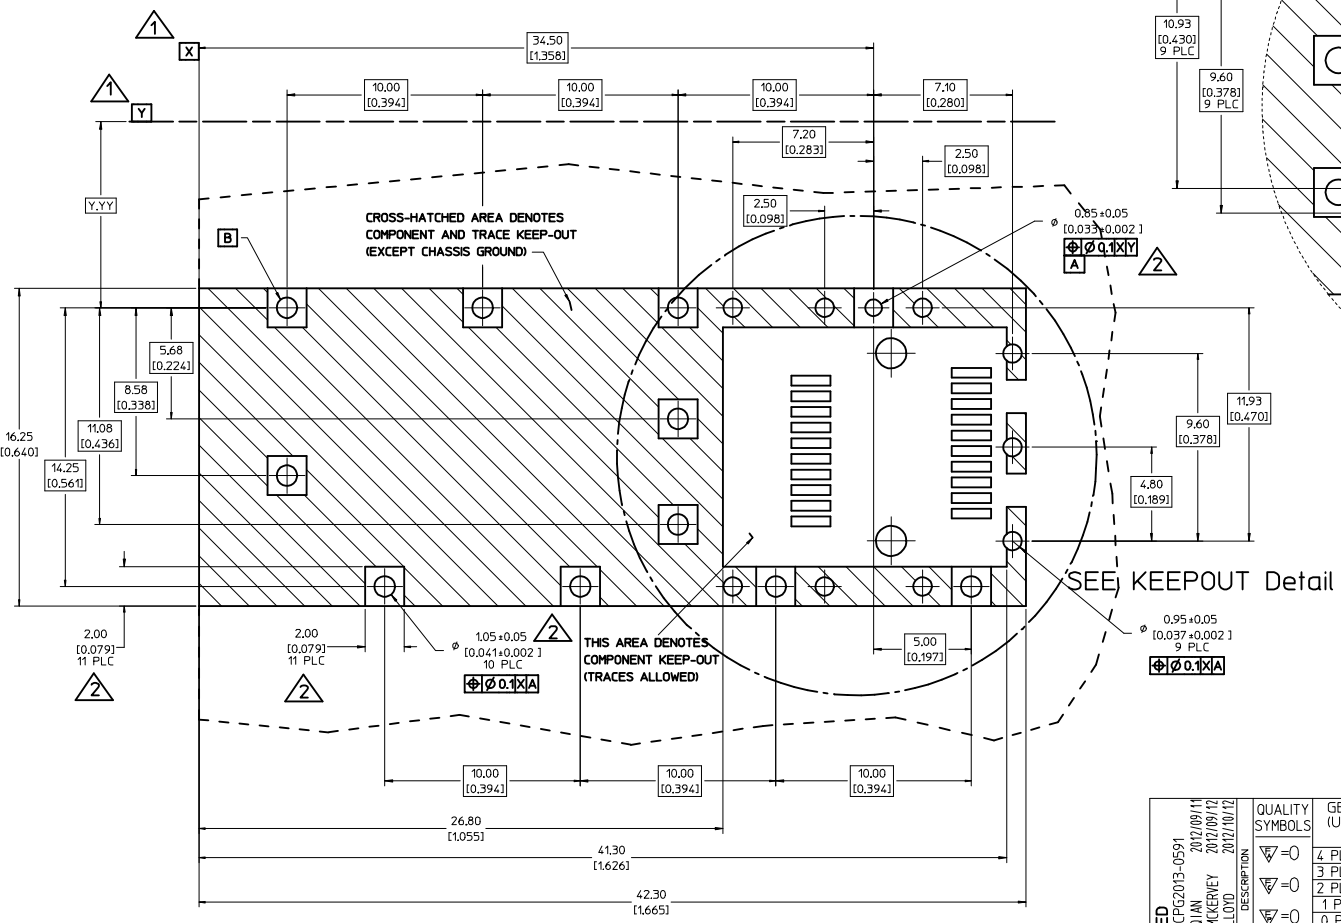 1
X
34.50
[1.358]
10.93
[0.430]
9 PLC
1
Y
10.00
[0.394]
10.00
[0.394]
10.00
[0.394]
7.10
[0.280]
9.60
[0.378]
9 PLC
7.20
[0.283]
2.50
[0.098]
Y.YY
2.50
[0.098]
CROSS-HATCHED AREA DENOTES
COMPONENT AND TRACE KEEP-OUT
(EXCEPT CHASSIS GROUND)
B
⌀ 0.85±0.05
[0.033±0.002 ]
⌖ Ø 0.1 X Y
A
2
5.68
[0.224]
8.58
[0.338]
11.08
[0.436]
16.25
[0.640]
14.25
[0.561]
11.93
[0.470]
9.60
[0.378]
4.80
[0.189]
SEE KEEPOUT Detail
2.00
[0.079]
11 PLC
2
2.00
[0.079]
11 PLC
2
⌀ 1.05±0.05
[0.041±0.002 ]
10 PLC
⌖ Ø 0.1 X A
2
THIS AREA DENOTES
COMPONENT KEEP-OUT
(TRACES ALLOWED)
5.00
[0.197]
⌀ 0.95±0.05
[0.037±0.002 ]
9 PLC
⌖ Ø 0.1 X A
10.00
[0.394]
10.00
[0.394]
10.00
[0.394]
26.80
[1.055]
41.30
[1.626]
42.30
[1.665]
CPG2013-0591
2012/09/11
MCKERVEY 2012/09/12
LOYD 2012/10/12
DESCRIPTION
QUALITY
SYMBOLS
=0
=0
=0
4 PL
3 PL
2 PL
1 P
0 P